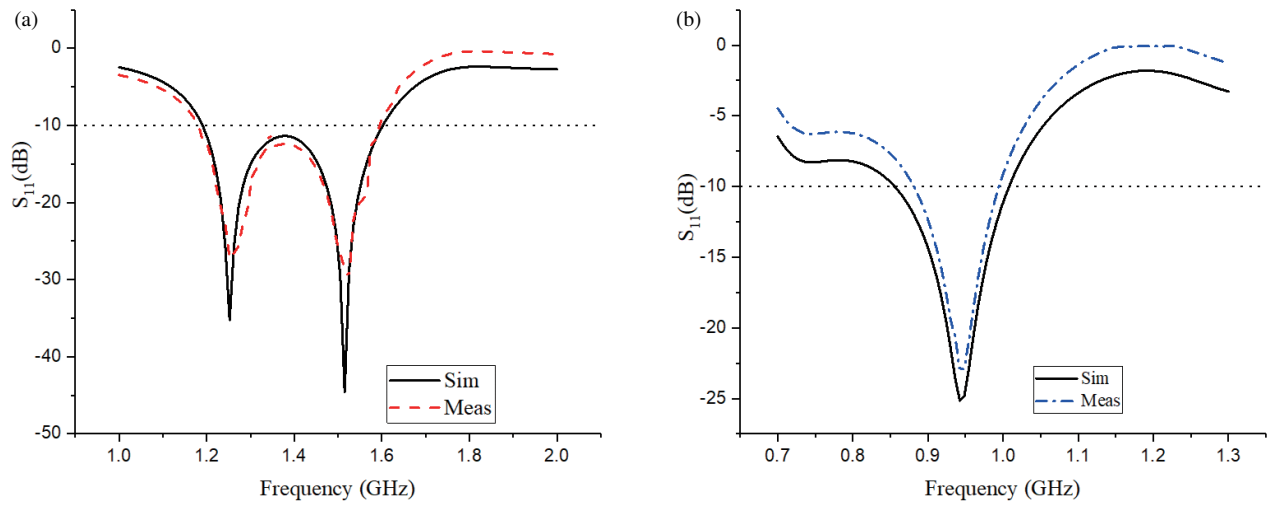 (a)
0
-10
-20
-30
-40
-50
S11(dB)
Sim
Meas
1.0 1.2 1.4 1.6 1.8 2.0
Frequency (GHz)
(b)
0
-5
-10
-15
-20
-25
S11(dB)
Sim
Meas
0.7 0.8 0.9 1.0 1.1 1.2 1.3
Frequency (GHz)